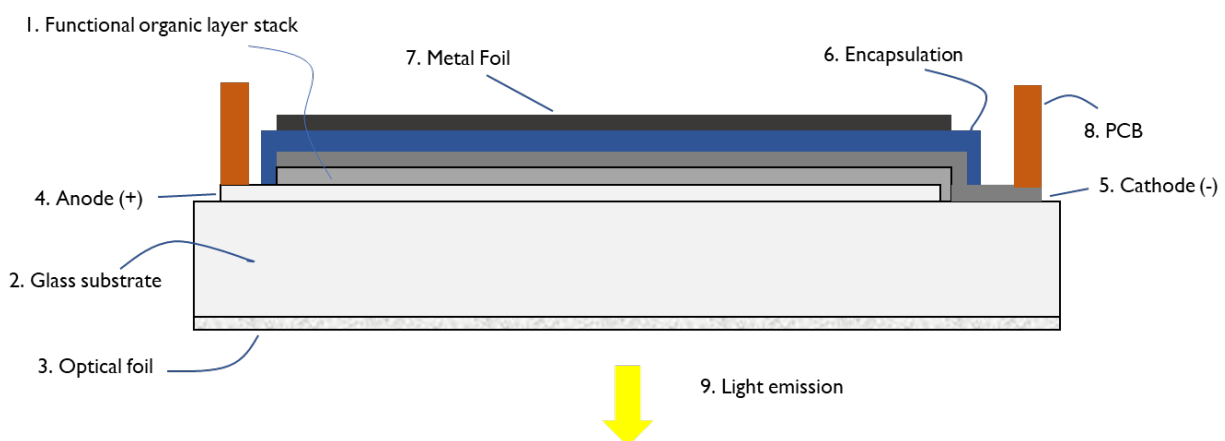 1. Functional organic layer stack
7. Metal Foil
6. Encapsulation
8. PCB
4. Anode (+)
5. Cathode (-)
2. Glass substrate
3. Optical foil
9. Light emission